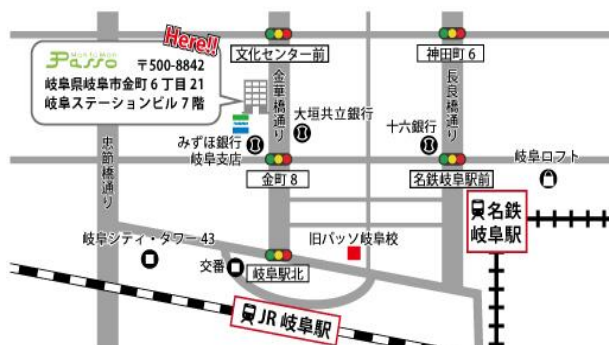 Here!!
Passo
〒500-8842
岐阜県岐阜市金町6丁目21
岐阜ステーションビル7階
文化センター前
神田町6
金華橋通り
長良橋通り
忠節橋通り
大垣共立銀行
みずほ銀行
岐阜支店
十六銀行
岐阜ロフト
金町8
名鉄岐阜駅前
名鉄
岐阜駅
岐阜シティ・タワー43
交番
岐阜駅北
旧パッソ岐阜校
JR岐阜駅